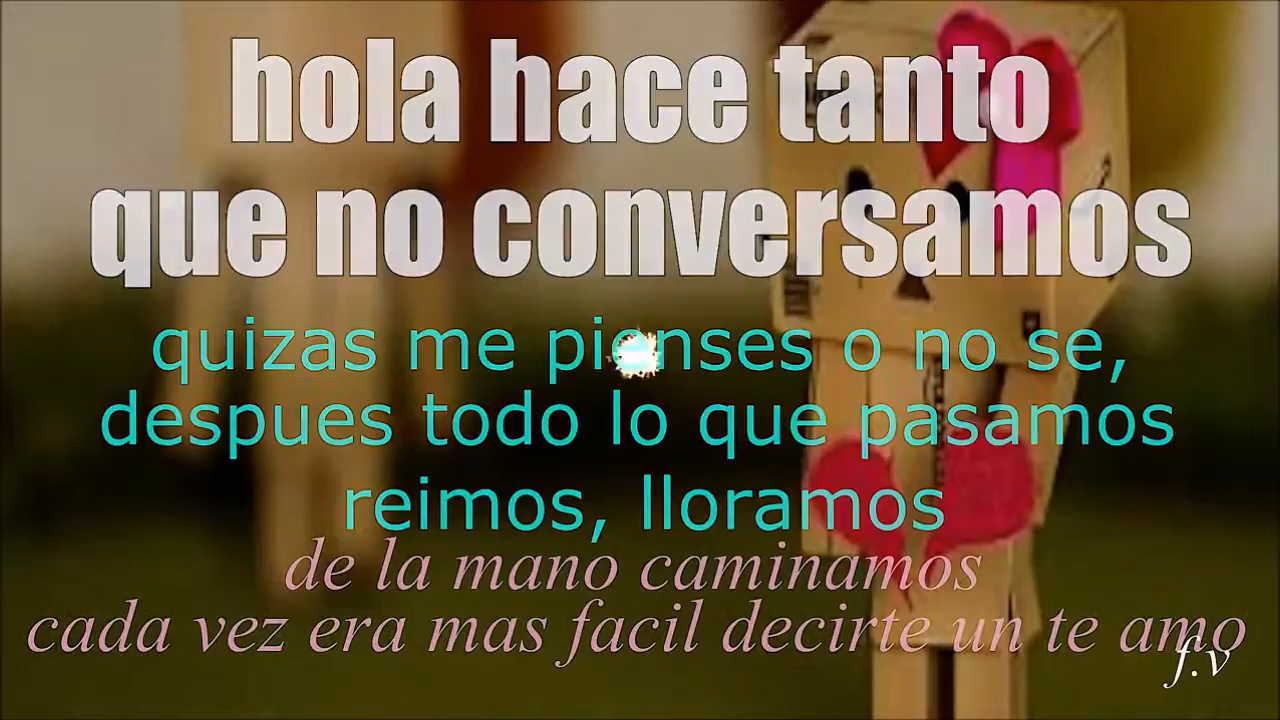 hola hace tanto
que no conversamos
quizas me pienses o no se,
despues todo lo que pasamos
reimos, lloramos
de la mano caminamos
cada vez era mas facil decirte un te amo
f.v